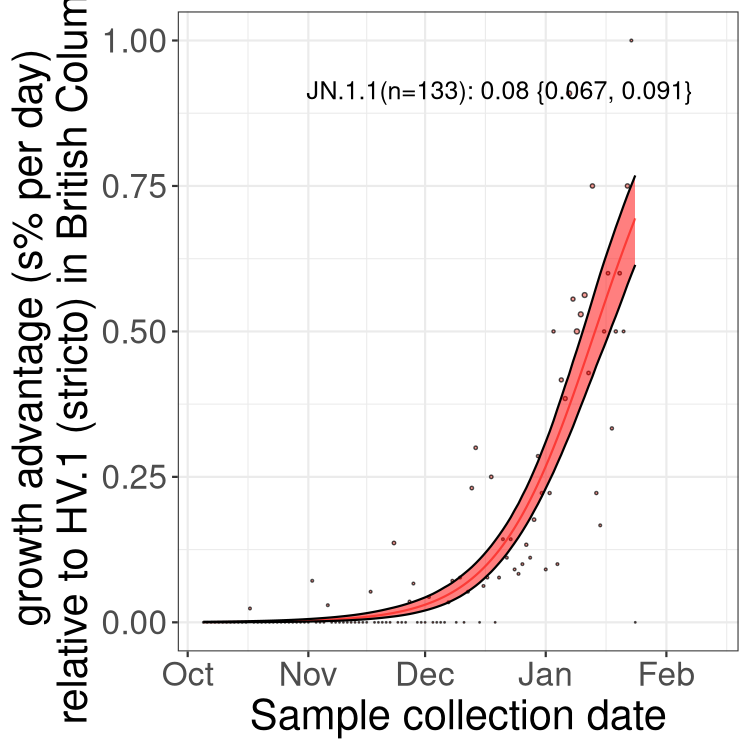 growth advantage (s% per day)
relative to HV.1 (stricto) in British Colum
1.00
0.75
0.50
0.25
0.00
JN.1.1(n=133): 0.08 {0.067, 0.091}
Oct Nov Dec Jan Feb
Sample collection date